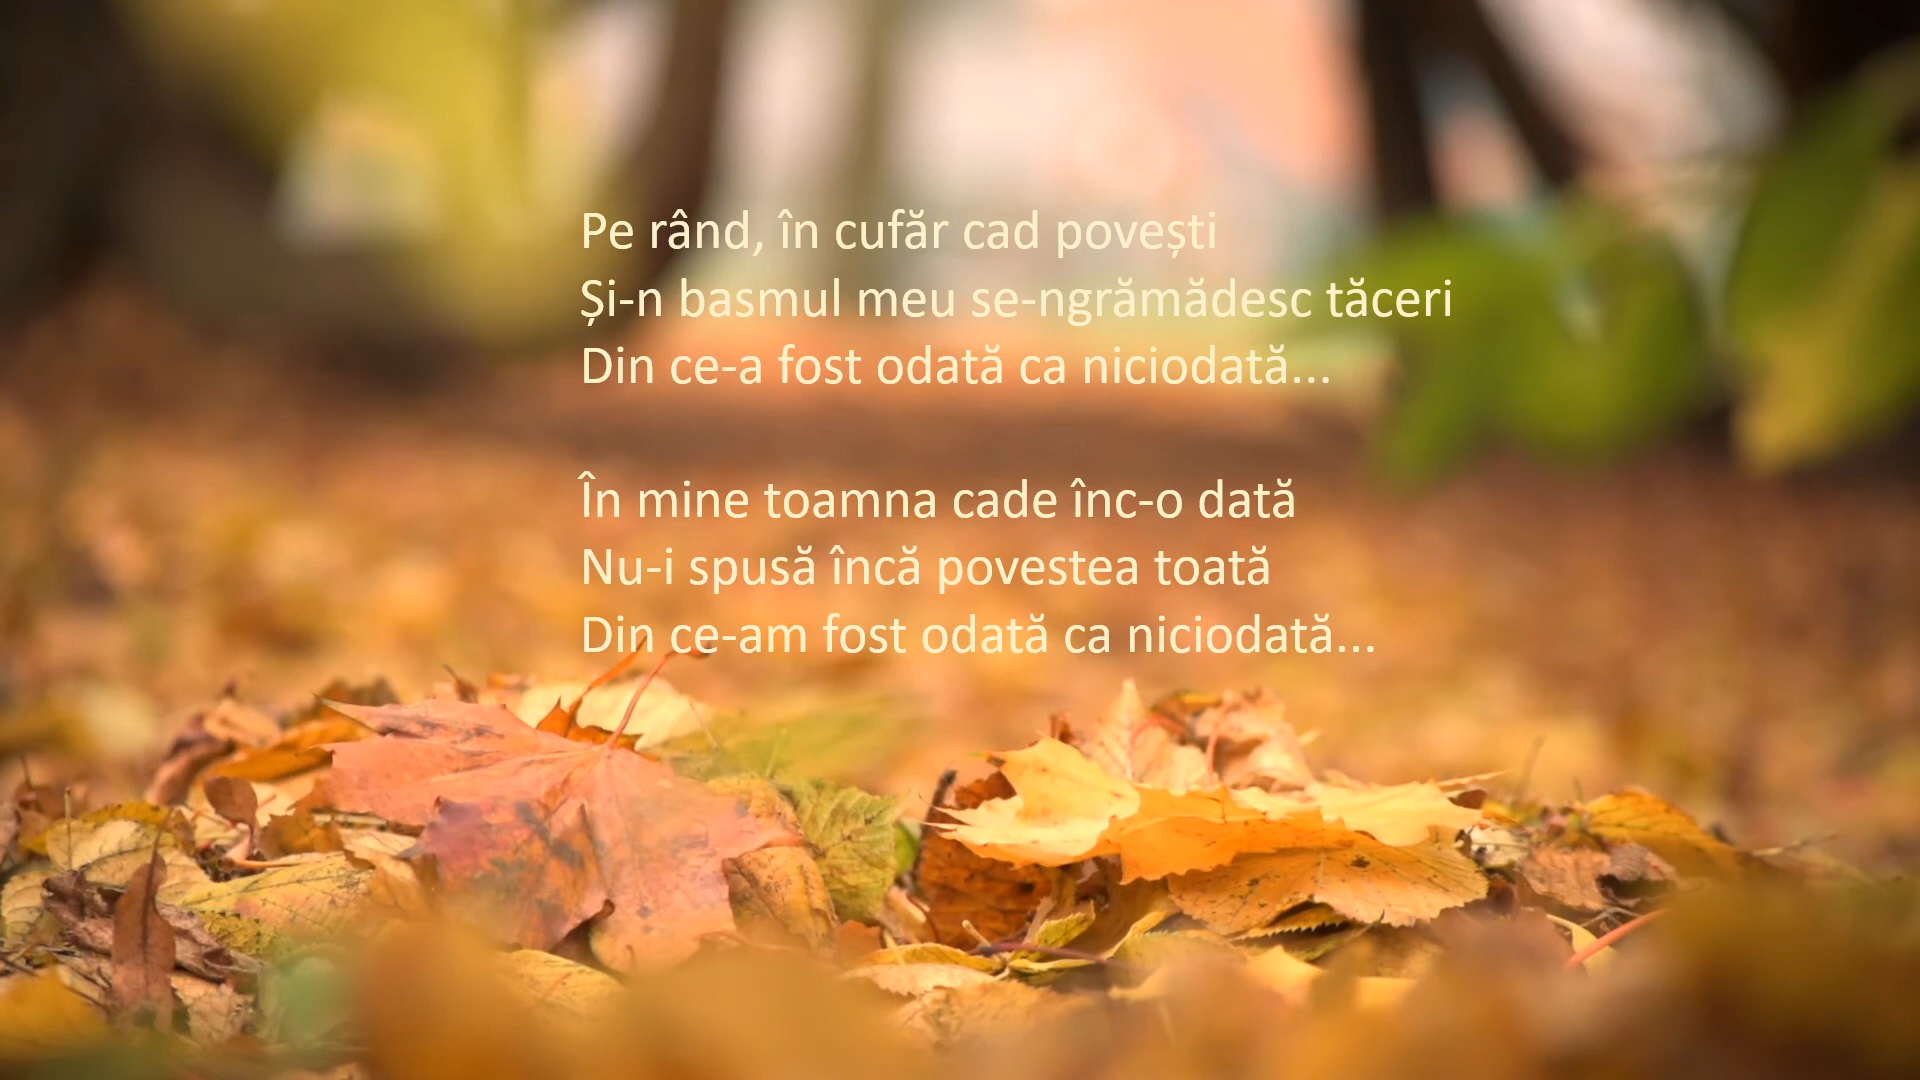 Pe rând, în cufăr cad povești
Și-n basmul meu se-ngrămădesc tăceri
Din ce-a fost odată ca niciodată...
În mine toamna cade înc-o dată
Nu-i spusă încă povestea toată
Din ce-am fost odată ca niciodată...